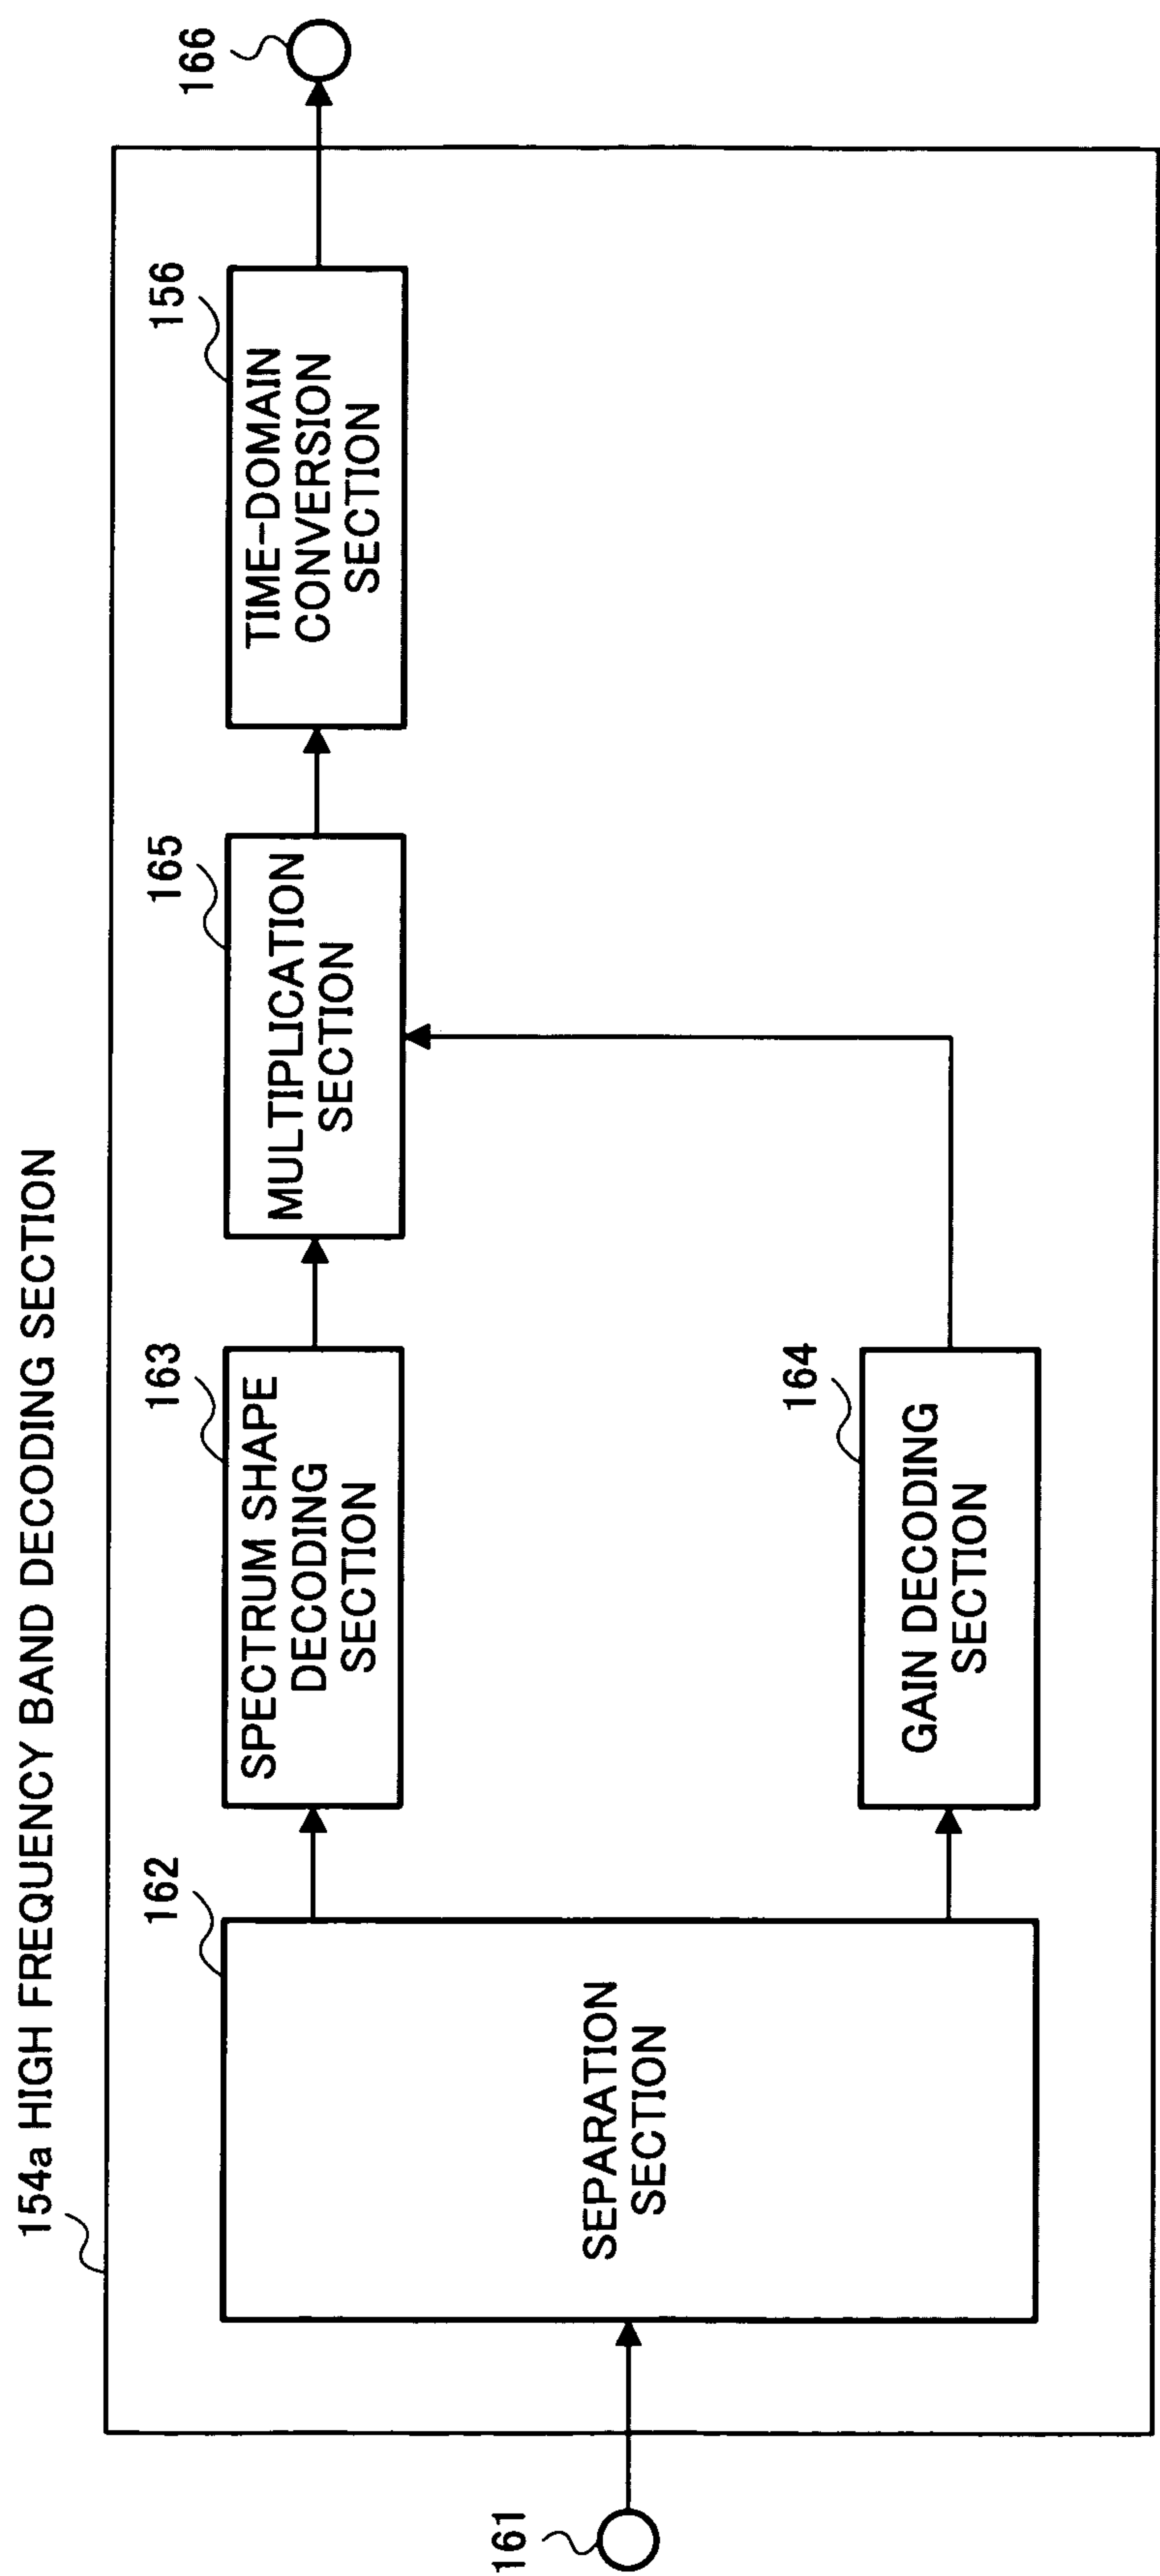 154a HIGH FREQUENCY BAND DECODING SECTION
161
162
SEPARATION
SECTION
163
SPECTRUM SHAPE
DECODING
SECTION
164
GAIN DECODING
SECTION
165
MULTIPLICATION
SECTION
156
TIME-DOMAIN
CONVERSION
SECTION
166